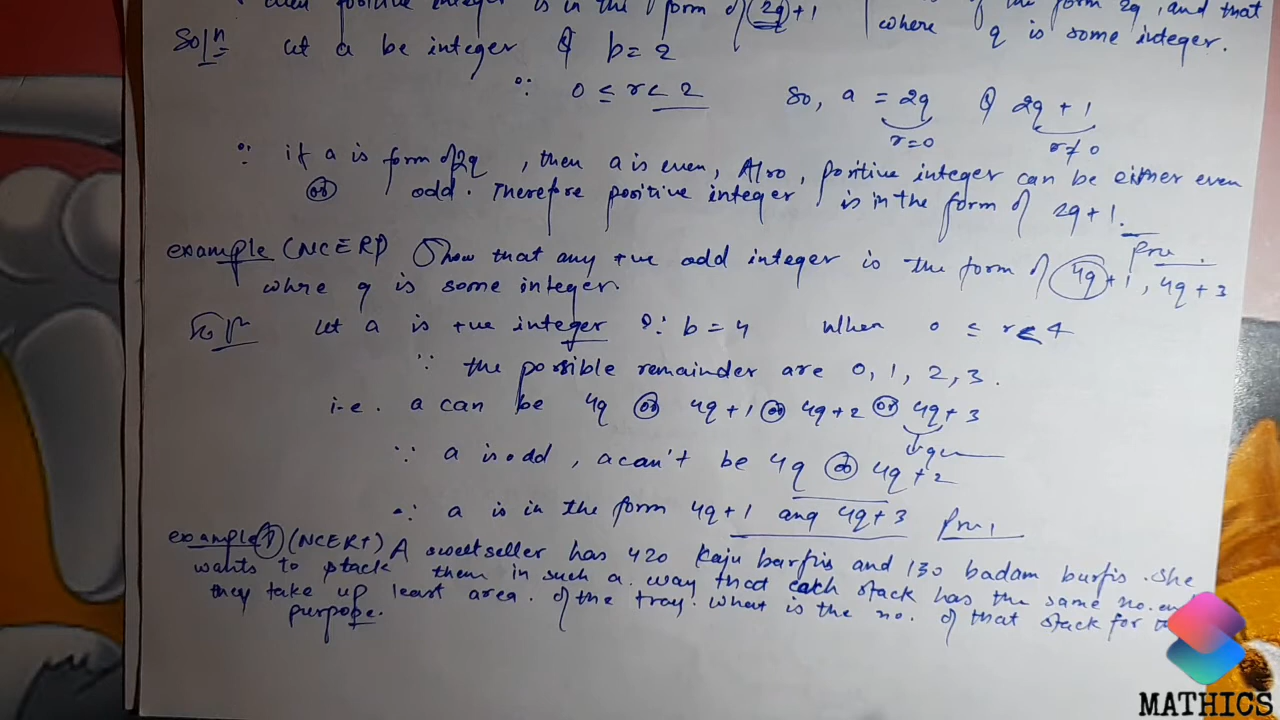 then positive integer is in the form of 2q+1 | of the form 2q, and that
where q is some integer.
Soln let a be integer & b=2
∵ 0 ≤ r < 2 So, a = 2q & 2q + 1
r=0 r≠0
∵ if a is form of 2q , then a is even, Also, positive integer can be either even
or odd. Therefore positive integer is in the form of 2q+1.
example (NCERT) Show that any +ve odd integer is the form of 4q+1, 4q+3
where q is some integer.
Let a is +ve integer ∵ b=4 when 0 ≤ r < 4
∵ the possible remainder are 0, 1, 2, 3.
i-e. a can be 4q or 4q+1 or 4q+2 or 4q+3
∵ a is odd, a can't be 4q or 4q+2
∴ a is in the form 4q+1 and 4q+3
example (NCERT) A sweetseller has 420 Kaju barfis and 130 badam burfis. She
wants to stack them in such a way that each stack has the same no.
they take up least area. of the tray. What is the no. of that stack for
purpose.
MATHICS